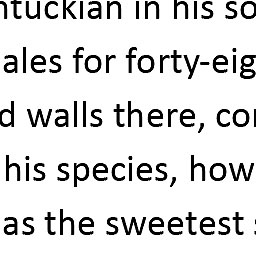 ntuckian in his so
ales for forty-eig
d walls there, co
his species, how
as the sweetest s